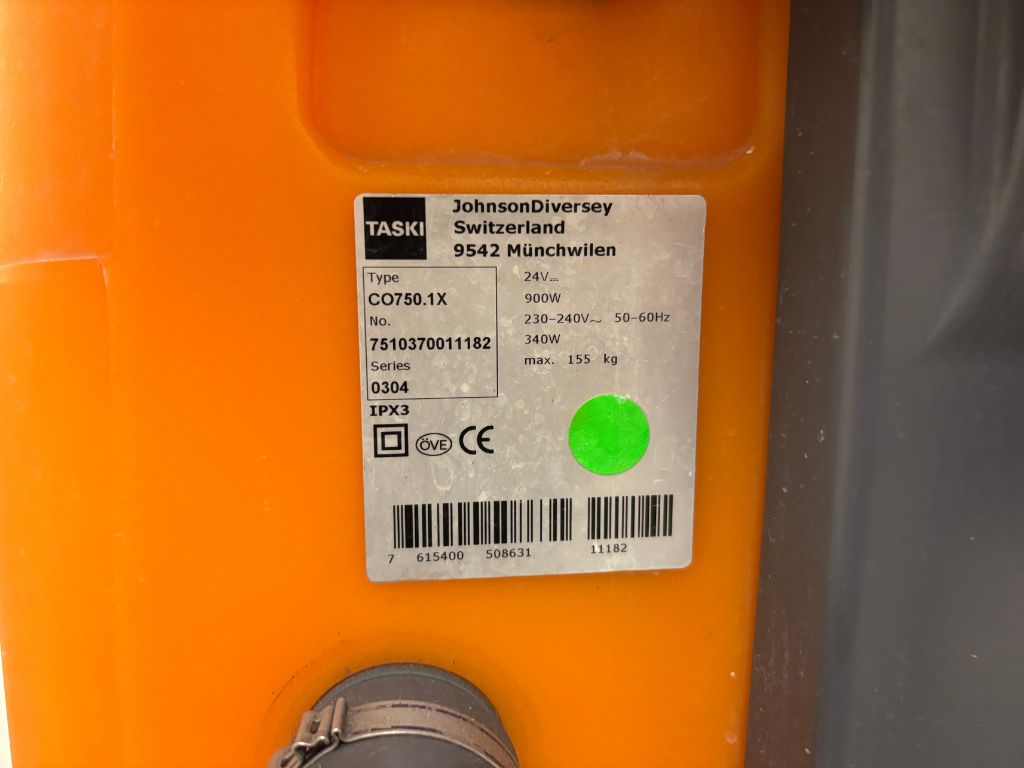 TASKI
JohnsonDiversey
Switzerland
9542 Münchwilen
Type
CO750.1X
No.
7510370011182
Series
0304
IPX3
24V⎓
900W
230-240V~ 50-60Hz
340W
max. 155 kg
ÖVE CE
7 615400 508631 11182